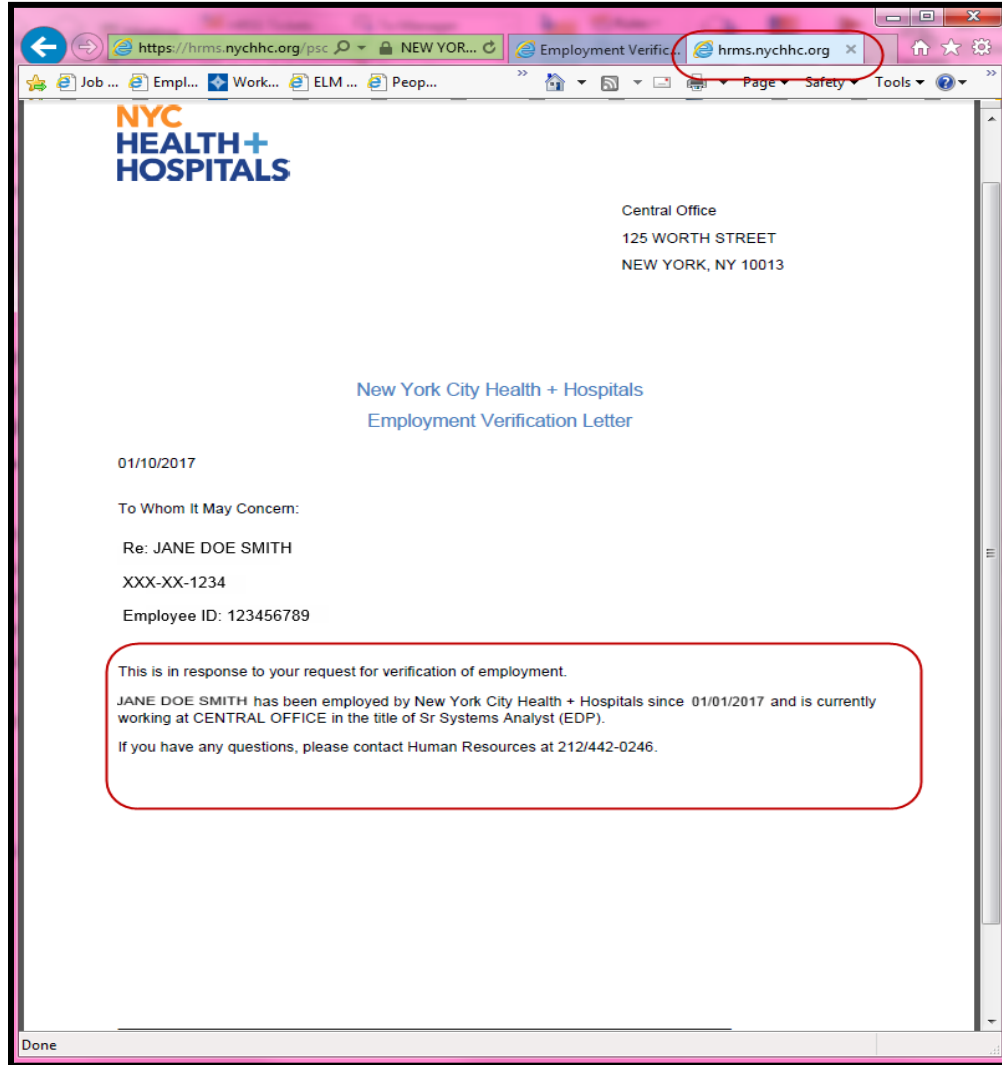 https://hrms.nychhc.org/psc
NEW YOR...
Employment Verific...
hrms.nychhc.org
Job ...
Empl...
Work...
ELM ...
Peop...
Page
Safety
Tools
NYC
HEALTH+
HOSPITALS
Central Office
125 WORTH STREET
NEW YORK, NY 10013
New York City Health + Hospitals
Employment Verification Letter
01/10/2017
To Whom It May Concern:
Re: JANE DOE SMITH
XXX-XX-1234
Employee ID: 123456789
This is in response to your request for verification of employment.
JANE DOE SMITH has been employed by New York City Health + Hospitals since 01/01/2017 and is currently
working at CENTRAL OFFICE in the title of Sr Systems Analyst (EDP).
If you have any questions, please contact Human Resources at 212/442-0246.
Done